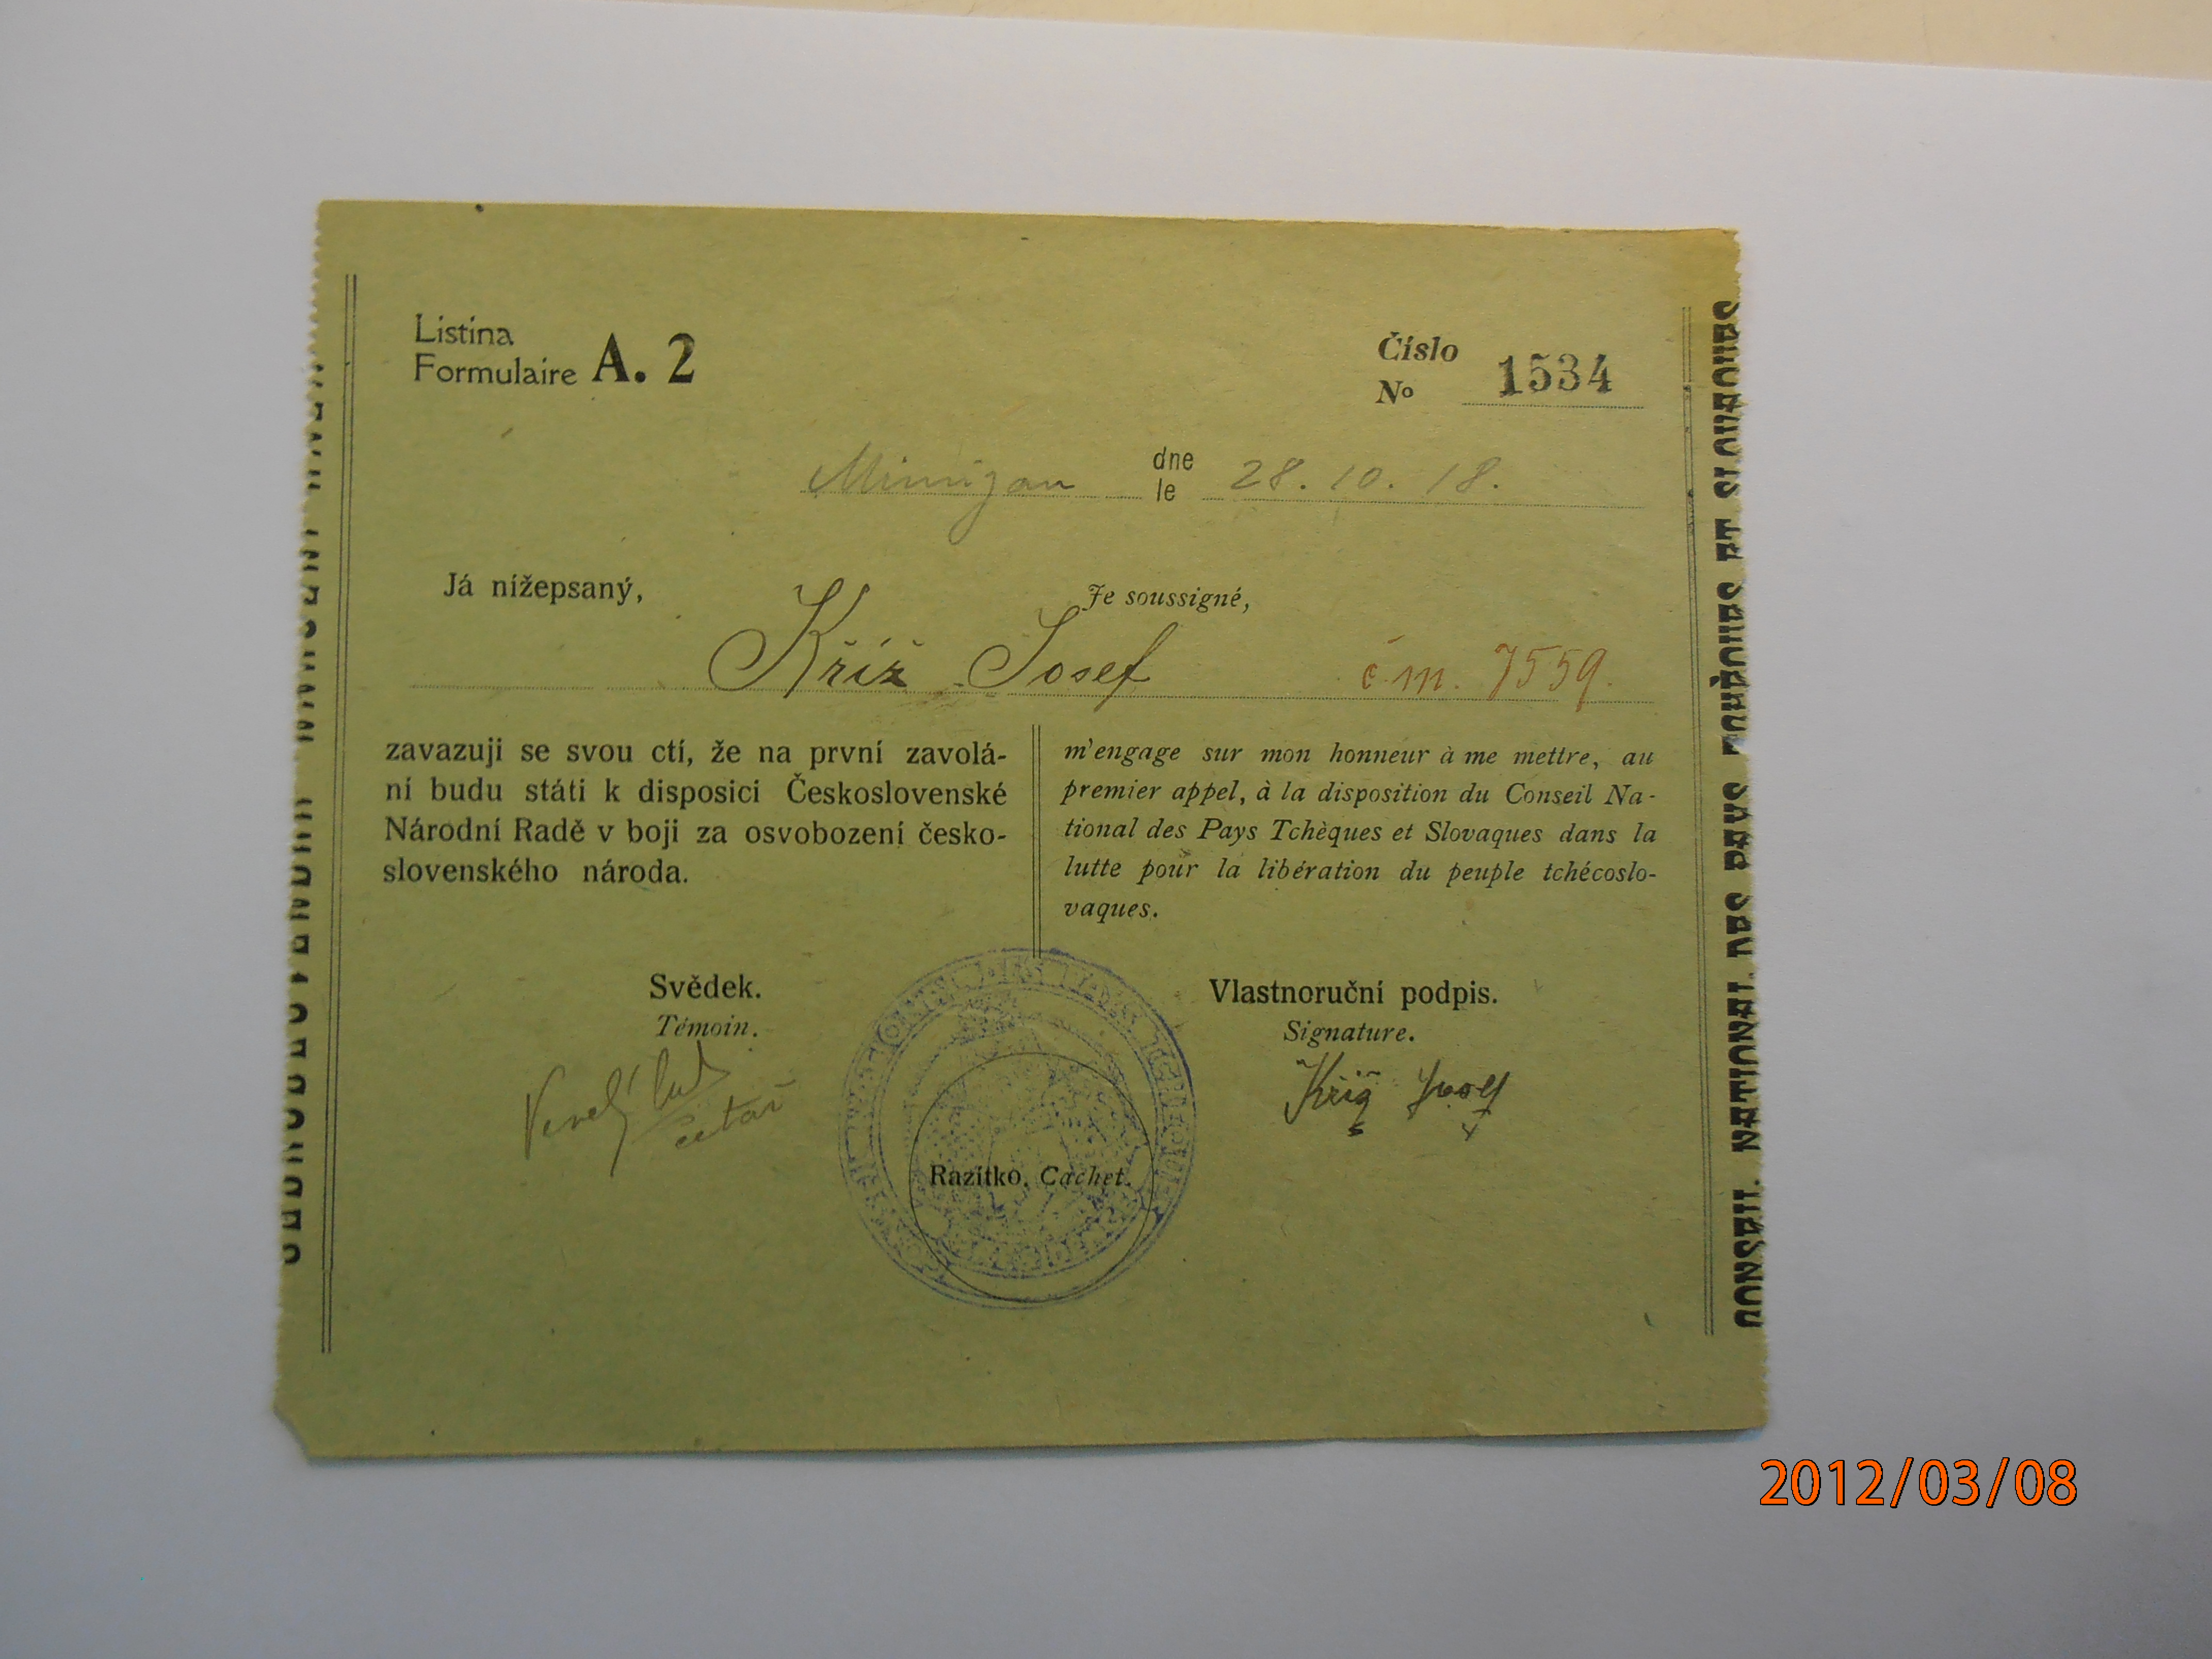 Listina
Formulaire A. 2
Číslo
No 1534
Mimizan dne
le 28. 10. 18.
Já nížepsaný, Je soussigné,
Kříž Josef č m. 7559.
zavazuji se svou ctí, že na první zavolá-
ní budu státi k disposici Československé
Národní Radě v boji za osvobození česko-
slovenského národa.
m'engage sur mon honneur à me mettre, au
premier appel, à la disposition du Conseil Na-
tional des Pays Tchèques et Slovaques dans la
lutte pour la libération du peuple tchécoslo-
vaques.
Svědek.
Témoin.
četař
Vlastnoruční podpis.
Signature.
Kříž Josef
Razítko. Cachet.
CONSEIL NATIONAL DES PAYS TCHÈQUES ET SLOVAQUES
2012/03/08